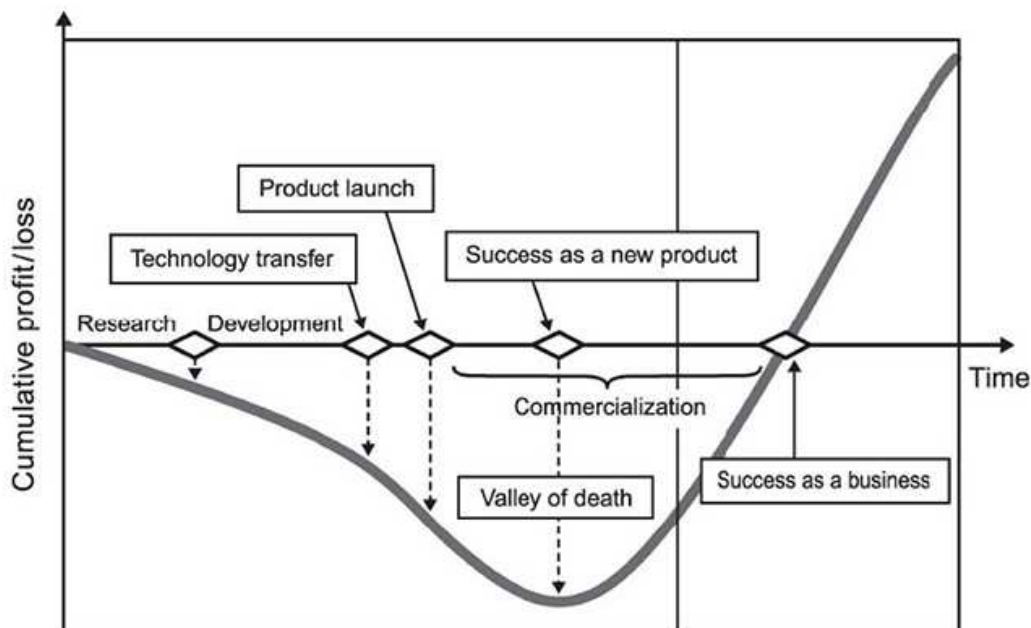 Product launch
Technology transfer
Success as a new product
Research
Development
Time
Commercialization
Success as a business
Valley of death
Cumulative profit/loss